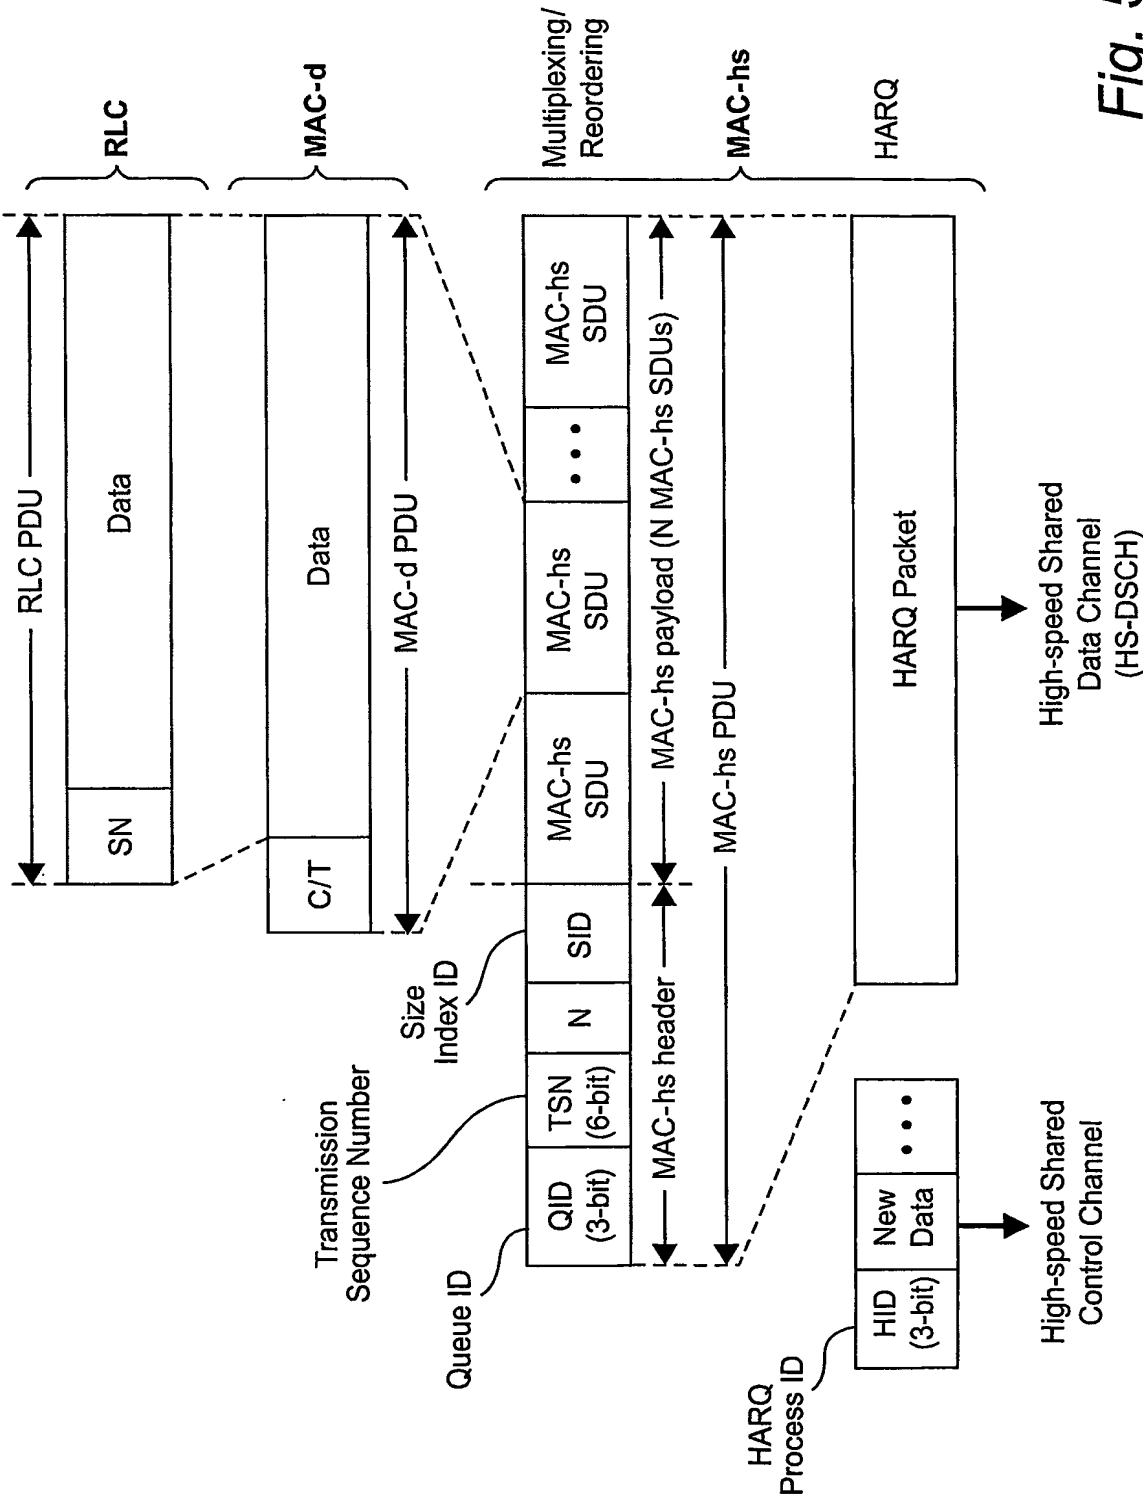 RLC PDU
SN
Data
RLC
C/T
Data
MAC-d
MAC-d PDU
Size
Index ID
Transmission
Sequence Number
Queue ID
QID
(3-bit)
TSN
(6-bit)
N
SID
MAC-hs
SDU
MAC-hs
SDU
• • •
MAC-hs
SDU
Multiplexing/
Reordering
MAC-hs header
MAC-hs payload (N MAC-hs SDUs)
MAC-hs PDU
MAC-hs
HARQ
Process ID
HID
(3-bit)
New
Data
• • •
HARQ Packet
HARQ
High-speed Shared
Control Channel
High-speed Shared
Data Channel
(HS-DSCH)
Fig.